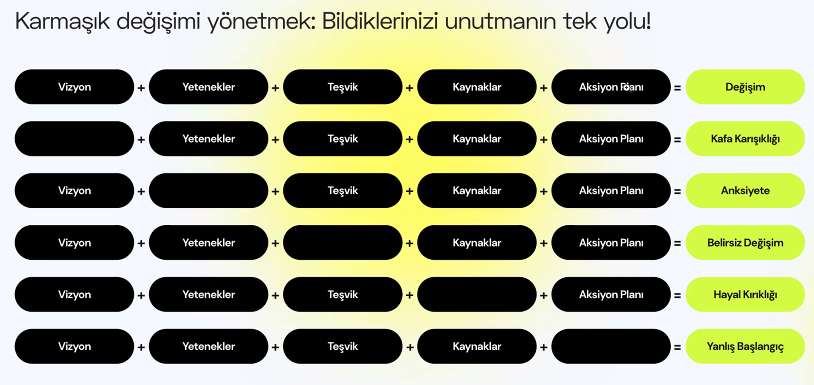 Karmaşık değişimi yönetmek: Bildiklerinizi unutmanın tek yolu!
Vizyon + Yetenekler + Teşvik + Kaynaklar + Aksiyon Planı = Değişim
+ Yetenekler + Teşvik + Kaynaklar + Aksiyon Planı = Kafa Karışıklığı
Vizyon + + Teşvik + Kaynaklar + Aksiyon Planı = Anksiyete
Vizyon + Yetenekler + + Kaynaklar + Aksiyon Planı = Belirsiz Değişim
Vizyon + Yetenekler + Teşvik + + Aksiyon Planı = Hayal Kırıklığı
Vizyon + Yetenekler + Teşvik + Kaynaklar + = Yanlış Başlangıç